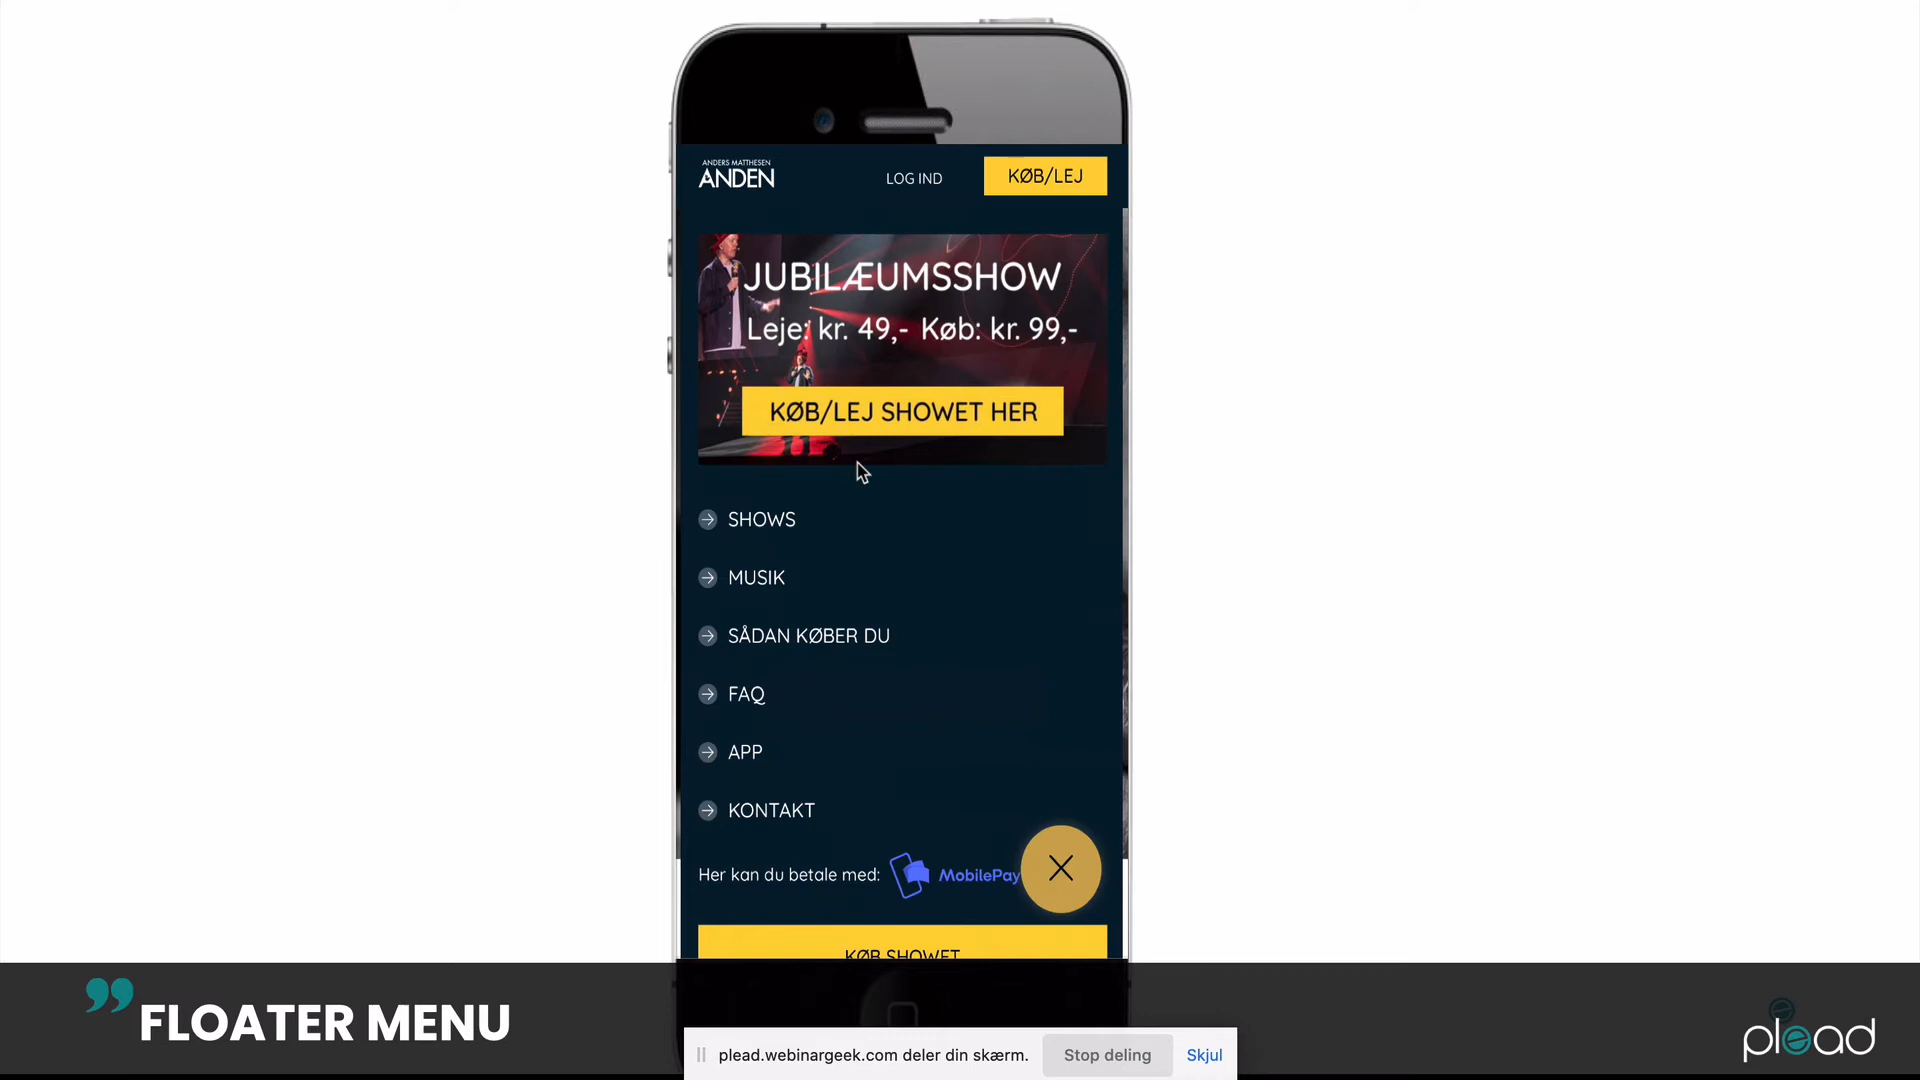 ANDERS MATTHESEN
ANDEN
LOG IND
KØB/LEJ
JUBILÆUMSSHOW
Leje: kr. 49,- Køb: kr. 99,-
KØB/LEJ SHOWET HER
SHOWS
MUSIK
SÅDAN KØBER DU
FAQ
APP
KONTAKT
Her kan du betale med: MobilePay
KØB SHOWET
FLOATER MENU
plead
plead.webinargeek.com deler din skærm.
Stop deling
Skjul